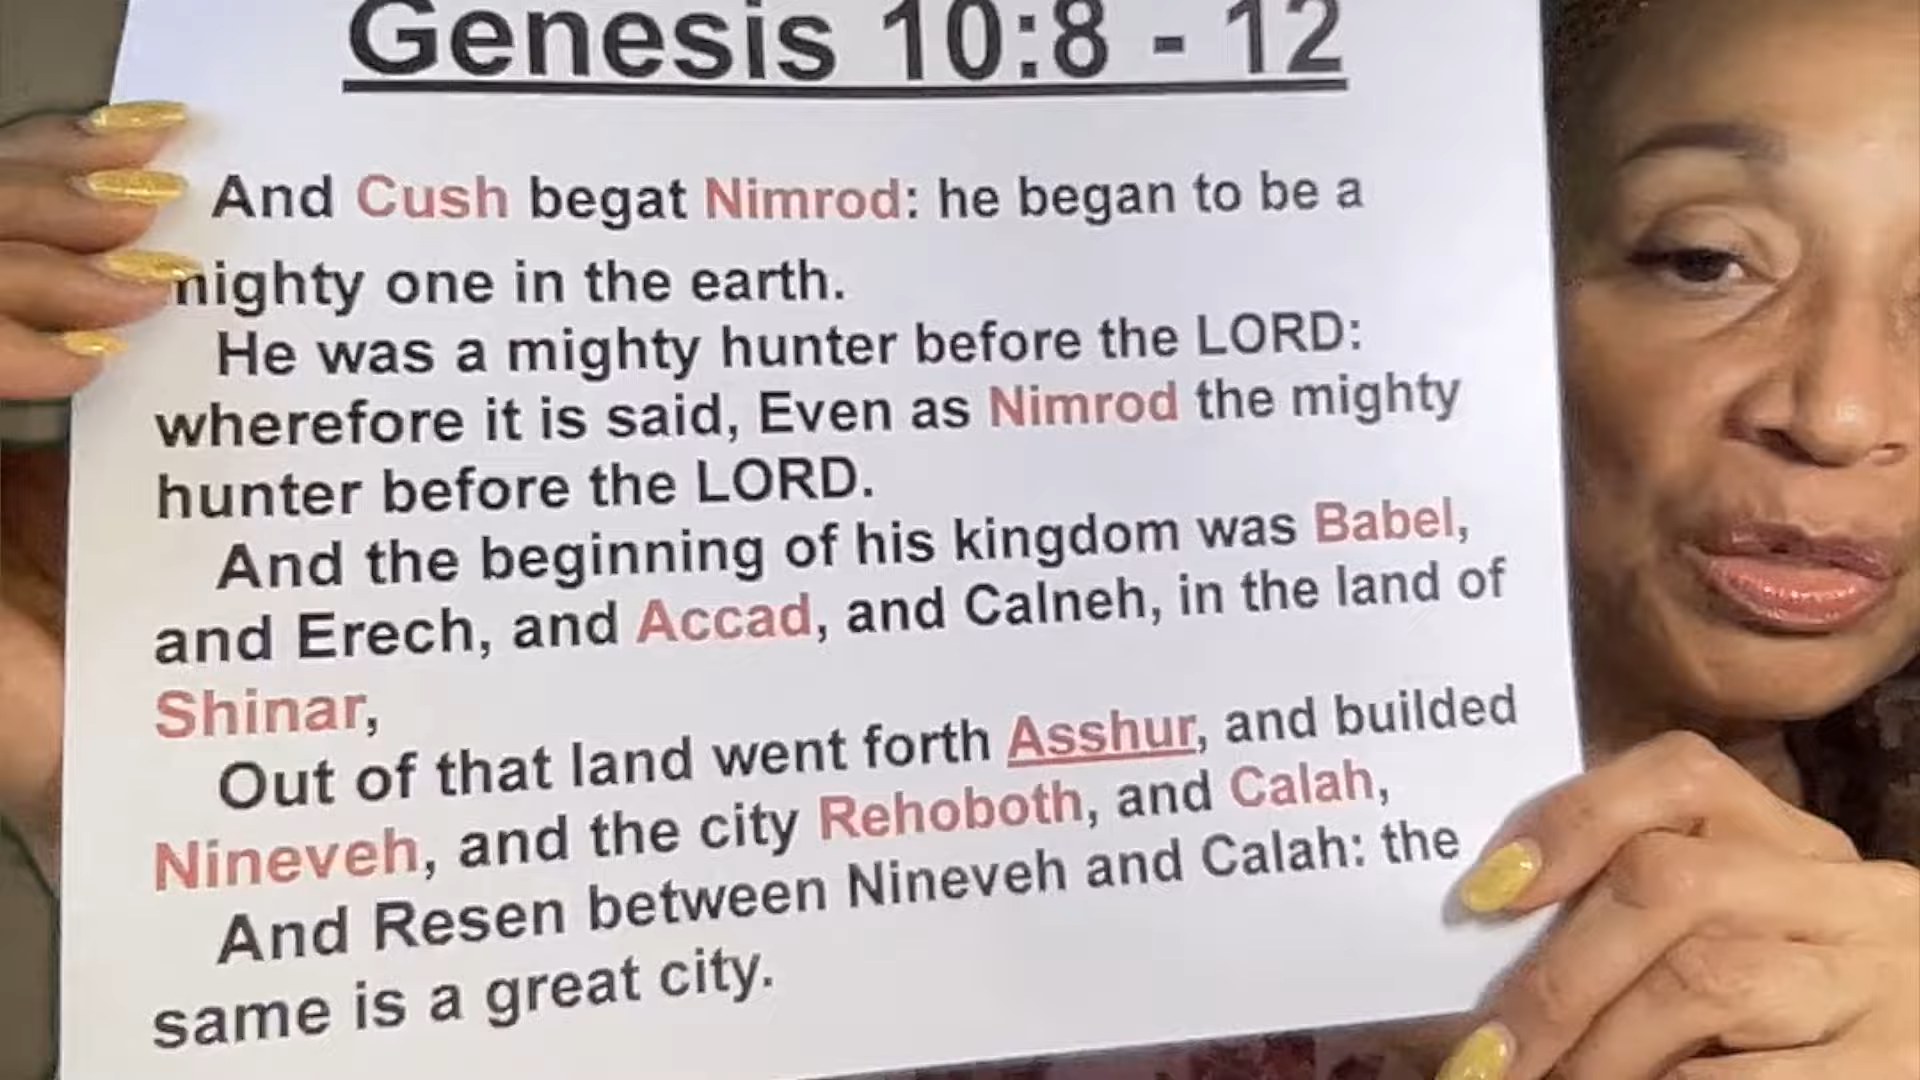 Genesis 10:8 - 12
And Cush begat Nimrod: he began to be a
mighty one in the earth.
He was a mighty hunter before the LORD:
wherefore it is said, Even as Nimrod the mighty
hunter before the LORD.
And the beginning of his kingdom was Babel,
and Erech, and Accad, and Calneh, in the land of
Shinar,
Out of that land went forth Asshur, and builded
Nineveh, and the city Rehoboth, and Calah,
And Resen between Nineveh and Calah: the
same is a great city.